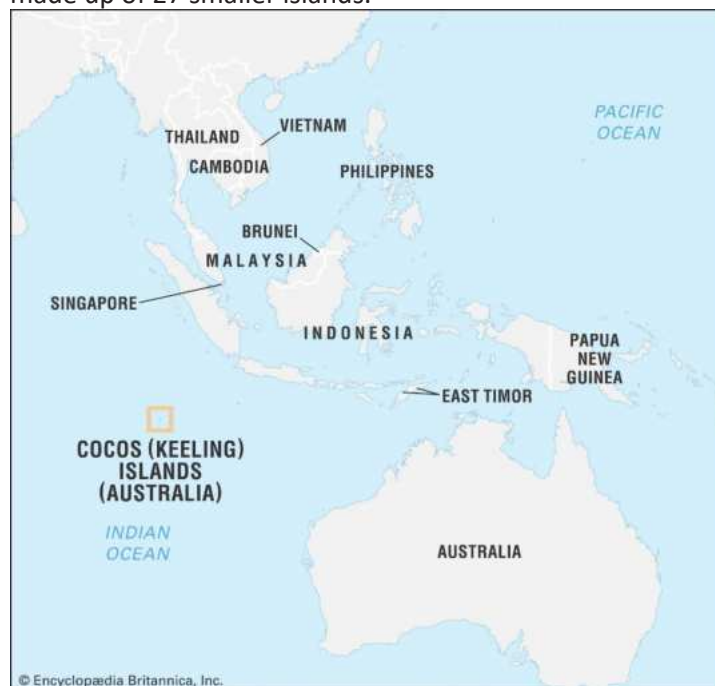 made up of 27 smaller islands.
PACIFIC
OCEAN
VIETNAM
THAILAND
CAMBODIA
PHILIPPINES
BRUNEI
MALAYSIA
SINGAPORE
INDONESIA
PAPUA
NEW
GUINEA
EAST TIMOR
COCOS (KEELING)
ISLANDS
(AUSTRALIA)
INDIAN
OCEAN
AUSTRALIA
© Encyclopædia Britannica, Inc.